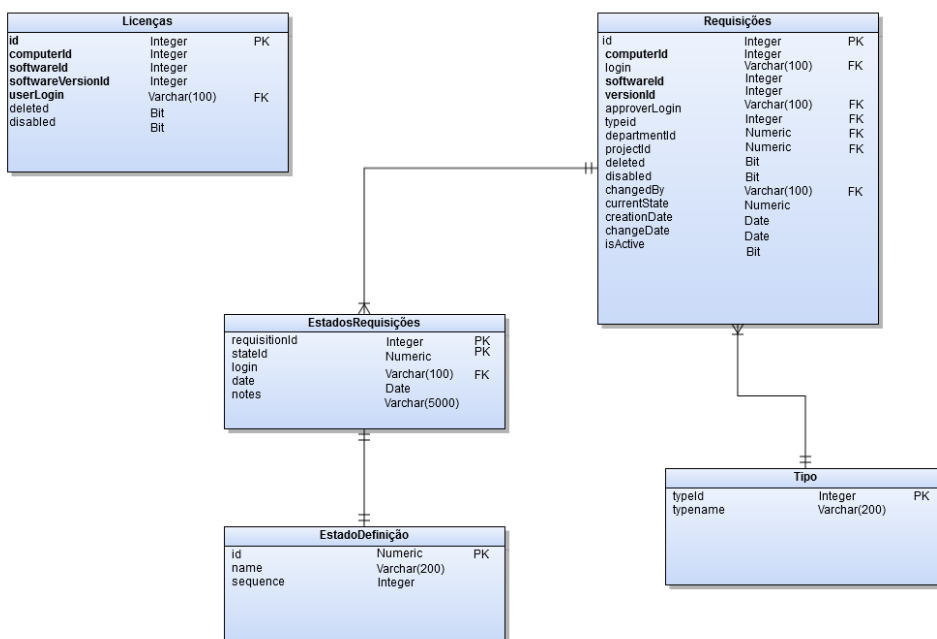 Licenças
id Integer PK
computerId Integer
softwareId Integer
softwareVersionId Integer
userLogin Varchar(100) FK
deleted Bit
disabled Bit
Requisições
id Integer PK
computerId Integer
login Varchar(100) FK
softwareId Integer
versionId Integer
approverLogin Varchar(100) FK
typeid Integer FK
departmentId Numeric FK
projectId Numeric FK
deleted Bit
disabled Bit
changedBy Varchar(100) FK
currentState Numeric
creationDate Date
changeDate Date
isActive Bit
EstadosRequisições
requisitionId Integer PK
stateId Numeric PK
login Varchar(100) FK
date Date
notes Varchar(5000)
Tipo
typeId Integer PK
typename Varchar(200)
EstadoDefinição
id Numeric PK
name Varchar(200)
sequence Integer